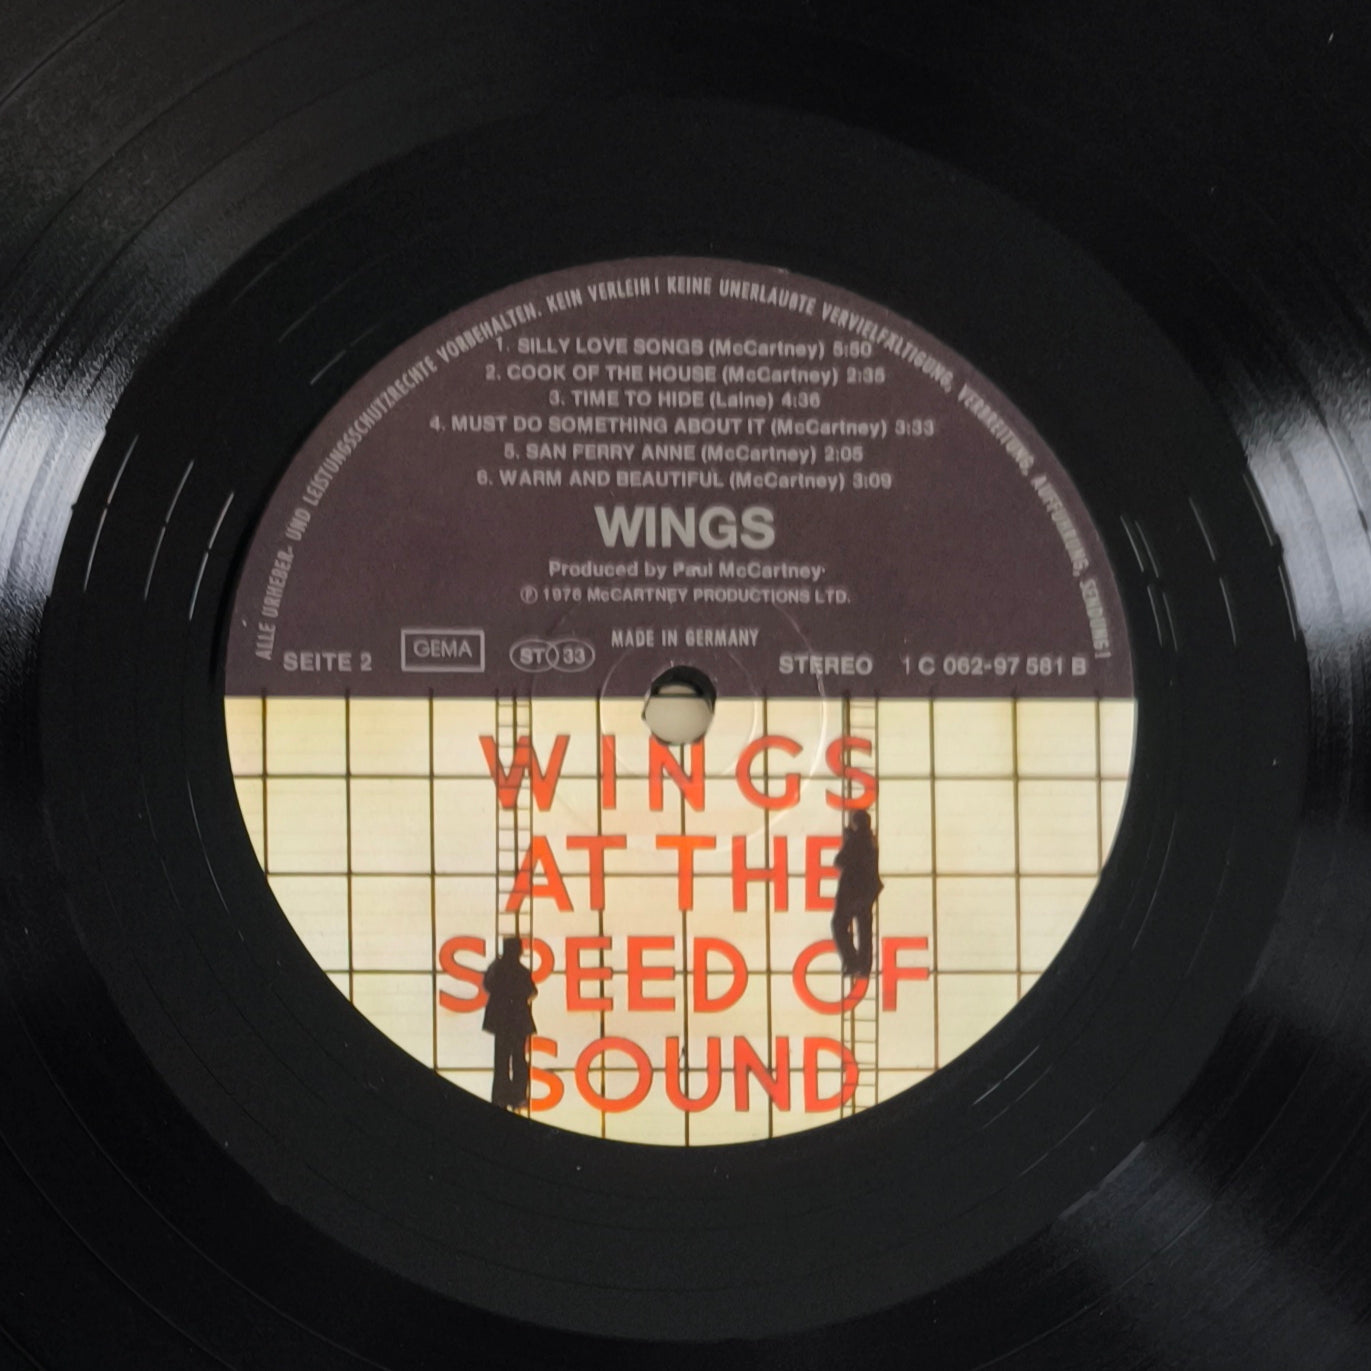 ALLE URHEBER- UND LEISTUNGSSCHUTZRECHTE VORBEHALTEN. KEIN VERLEIH! KEINE UNERLAUBTE VERVIELFÄLTIGUNG, VERBREITUNG, AUFFÜHRUNG, SENDUNG!
1. SILLY LOVE SONGS (McCartney) 5:50
2. COOK OF THE HOUSE (McCartney) 2:35
3. TIME TO HIDE (Laine) 4:36
4. MUST DO SOMETHING ABOUT IT (McCartney) 3:33
5. SAN FERRY ANNE (McCartney) 2:05
6. WARM AND BEAUTIFUL (McCartney) 3:09
WINGS
Produced by Paul McCartney
℗ 1976 McCARTNEY PRODUCTIONS LTD.
MADE IN GERMANY
SEITE 2 GEMA ST 33 STEREO 1 C 062-97 581 B
WINGS
AT THE
SPEED OF
SOUND